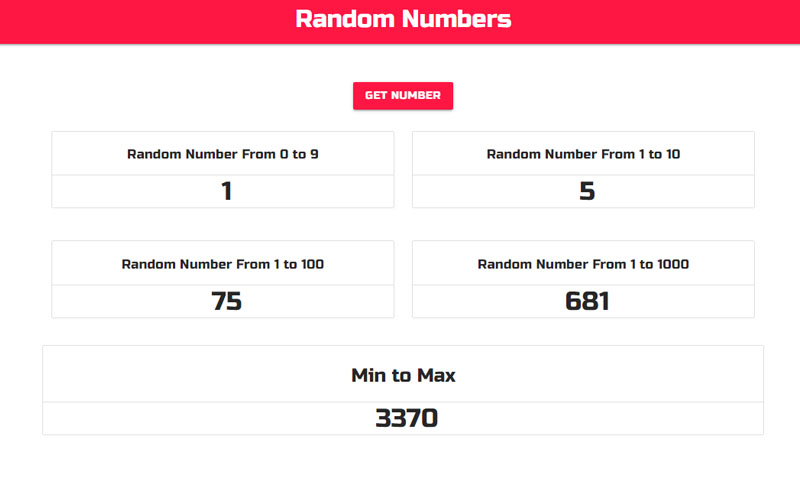 Random Numbers
GET NUMBER
Random Number From 0 to 9
1
Random Number From 1 to 10
5
Random Number From 1 to 100
75
Random Number From 1 to 1000
681
Min to Max
3370